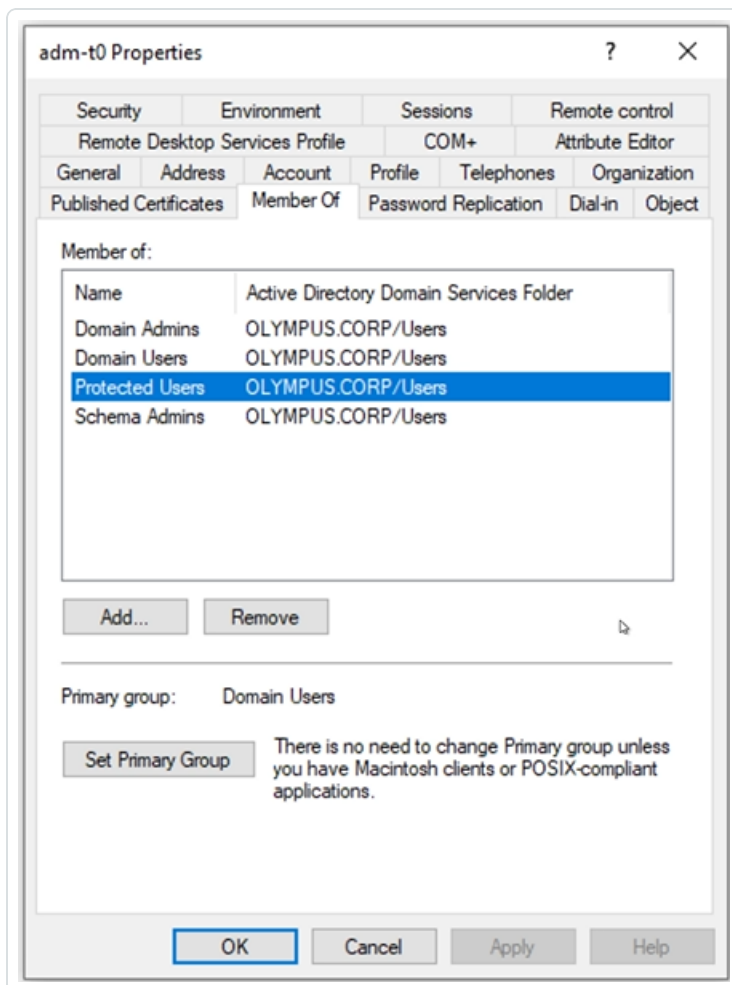 adm-t0 Properties ? ×
Security Environment Sessions Remote control
Remote Desktop Services Profile COM+ Attribute Editor
General Address Account Profile Telephones Organization
Published Certificates Member Of Password Replication Dial-in Object
Member of:
Name Active Directory Domain Services Folder
Domain Admins OLYMPUS.CORP/Users
Domain Users OLYMPUS.CORP/Users
Protected Users OLYMPUS.CORP/Users
Schema Admins OLYMPUS.CORP/Users
Add... Remove
Primary group: Domain Users
Set Primary Group
There is no need to change Primary group unless
you have Macintosh clients or POSIX-compliant
applications.
OK Cancel Apply Help